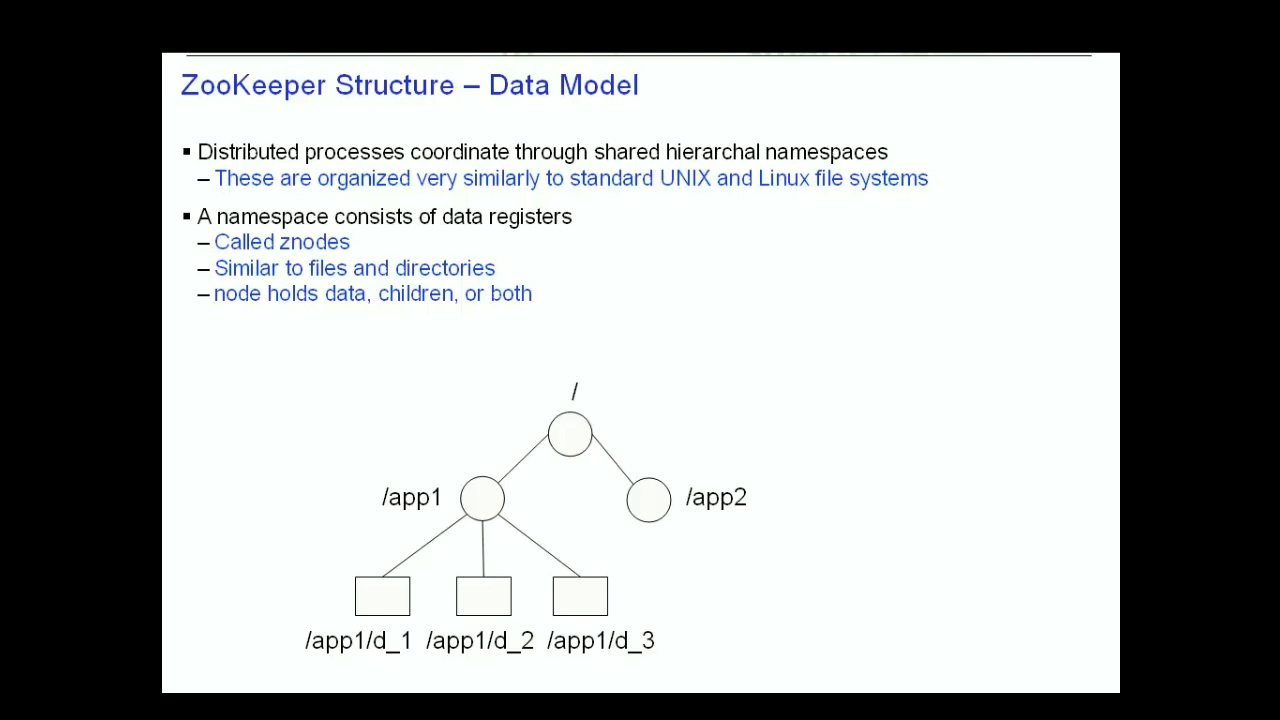 ZooKeeper Structure – Data Model
▪ Distributed processes coordinate through shared hierarchal namespaces
– These are organized very similarly to standard UNIX and Linux file systems
▪ A namespace consists of data registers
– Called znodes
– Similar to files and directories
– node holds data, children, or both
/
/app1
/app2
/app1/d_1
/app1/d_2
/app1/d_3